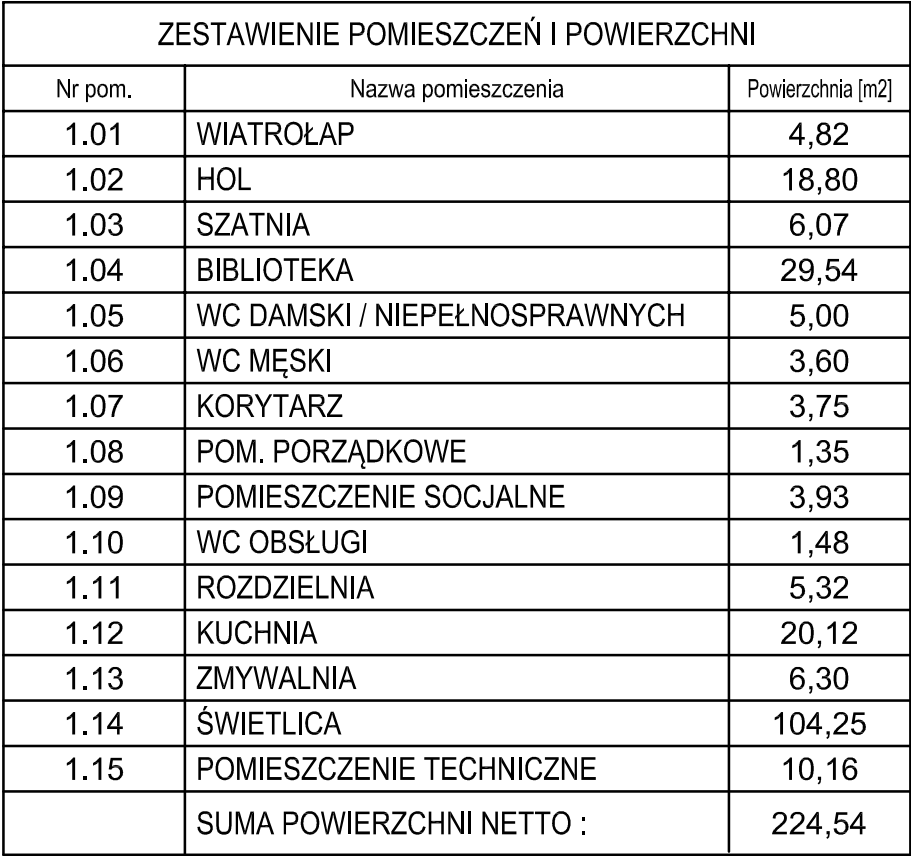 ZESTAWIENIE POMIESZCZEŃ I POWIERZCHNI
Nr pom. Nazwa pomieszczenia Powierzchnia [m2]
1.01 WIATROŁAP 4,82
1.02 HOL 18,80
1.03 SZATNIA 6,07
1.04 BIBLIOTEKA 29,54
1.05 WC DAMSKI / NIEPEŁNOSPRAWNYCH 5,00
1.06 WC MĘSKI 3,60
1.07 KORYTARZ 3,75
1.08 POM. PORZĄDKOWE 1,35
1.09 POMIESZCZENIE SOCJALNE 3,93
1.10 WC OBSŁUGI 1,48
1.11 ROZDZIELNIA 5,32
1.12 KUCHNIA 20,12
1.13 ZMYWALNIA 6,30
1.14 ŚWIETLICA 104,25
1.15 POMIESZCZENIE TECHNICZNE 10,16
SUMA POWIERZCHNI NETTO : 224,54